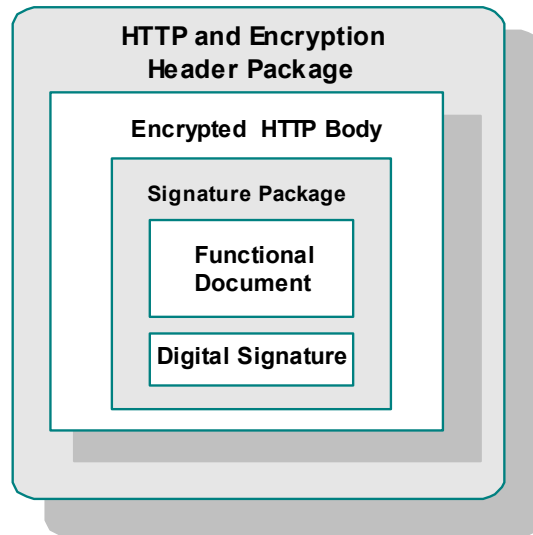 HTTP and Encryption
Header Package
Encrypted HTTP Body
Signature Package
Functional
Document
Digital Signature